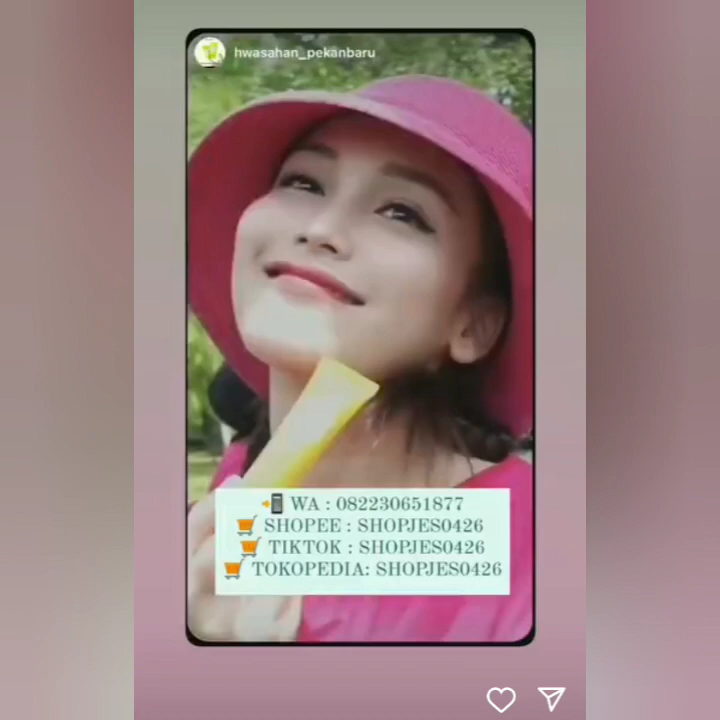 hwasahan_pekanbaru
WA : 082230651877
SHOPEE : SHOPJES0426
TIKTOK : SHOPJES0426
TOKOPEDIA: SHOPJES0426